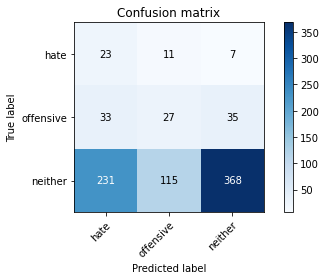 Confusion matrix
True label
hate
23
11
7
offensive
33
27
35
neither
231
115
368
hate
offensive
neither
Predicted label
350
300
250
200
150
100
50